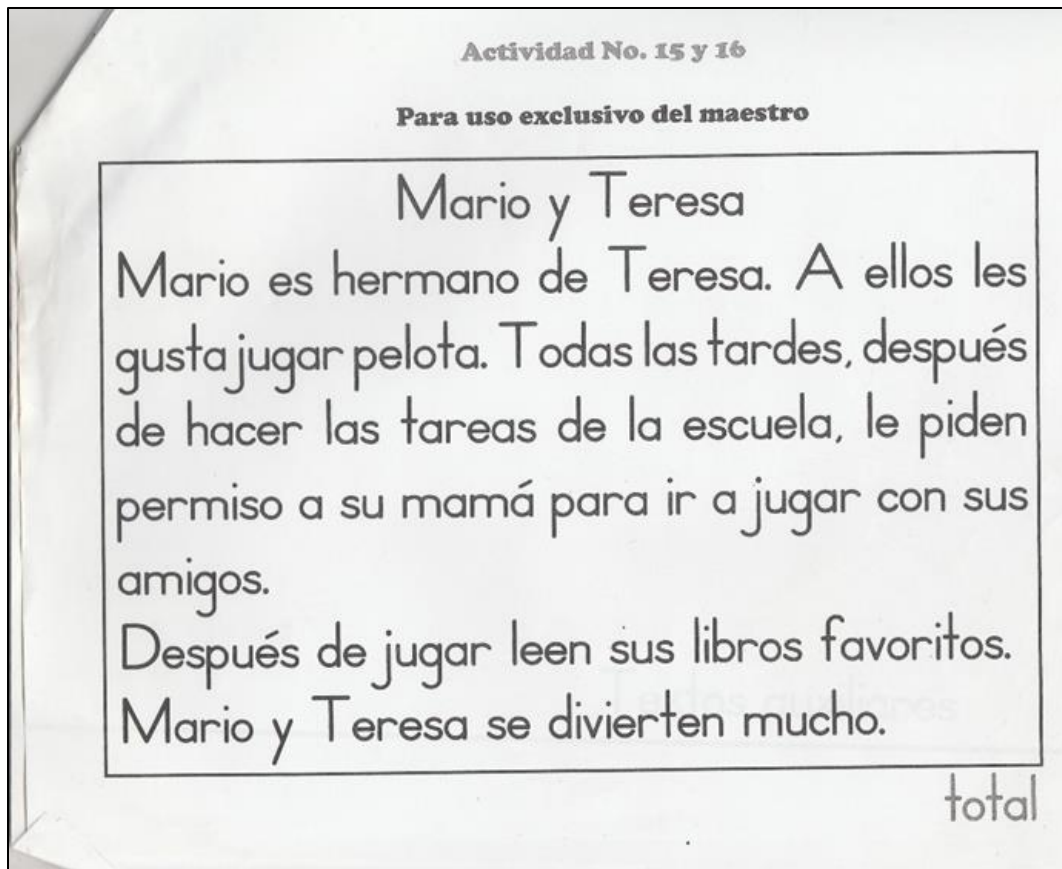 Actividad No. 15 y 16
Para uso exclusivo del maestro
Mario y Teresa
Mario es hermano de Teresa. A ellos les
gusta jugar pelota. Todas las tardes, después
de hacer las tareas de la escuela, le piden
permiso a su mamá para ir a jugar con sus
amigos.
Después de jugar leen sus libros favoritos.
Textos auxiliares
Mario y Teresa se divierten mucho.
total